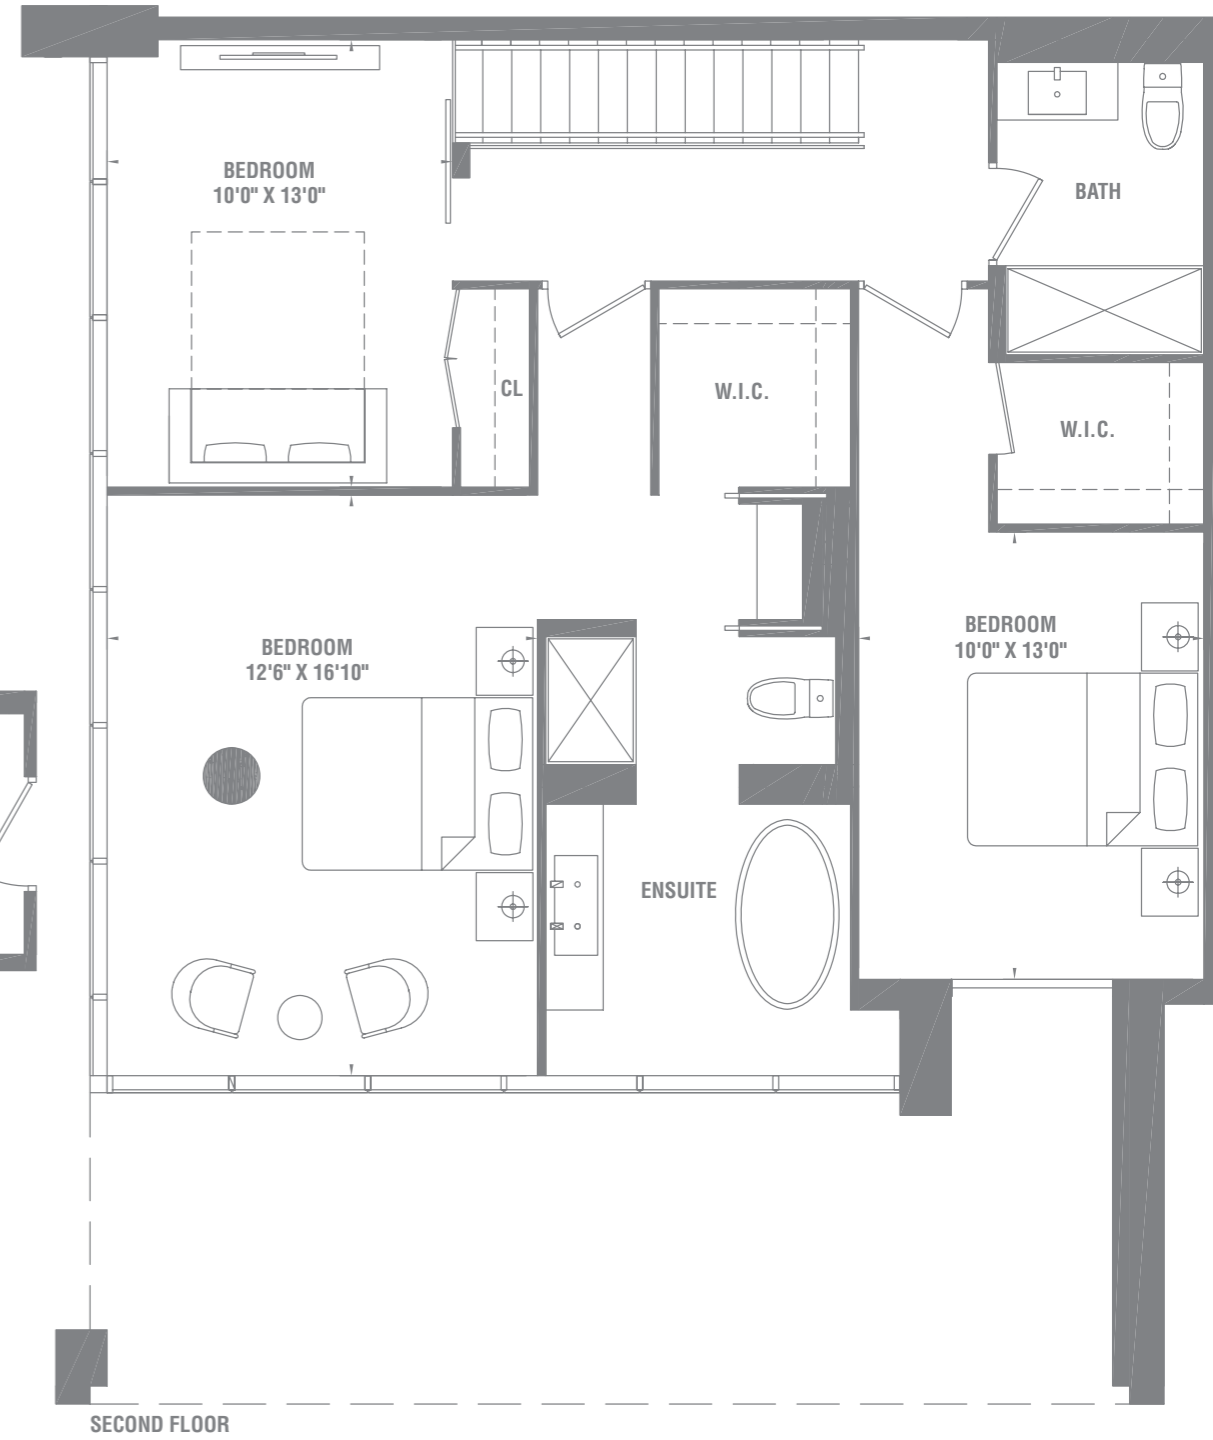 BEDROOM
10'0" X 13'0"
BATH
CL
W.I.C.
W.I.C.
BEDROOM
12'6" X 16'10"
BEDROOM
10'0" X 13'0"
ENSUITE
SECOND FLOOR